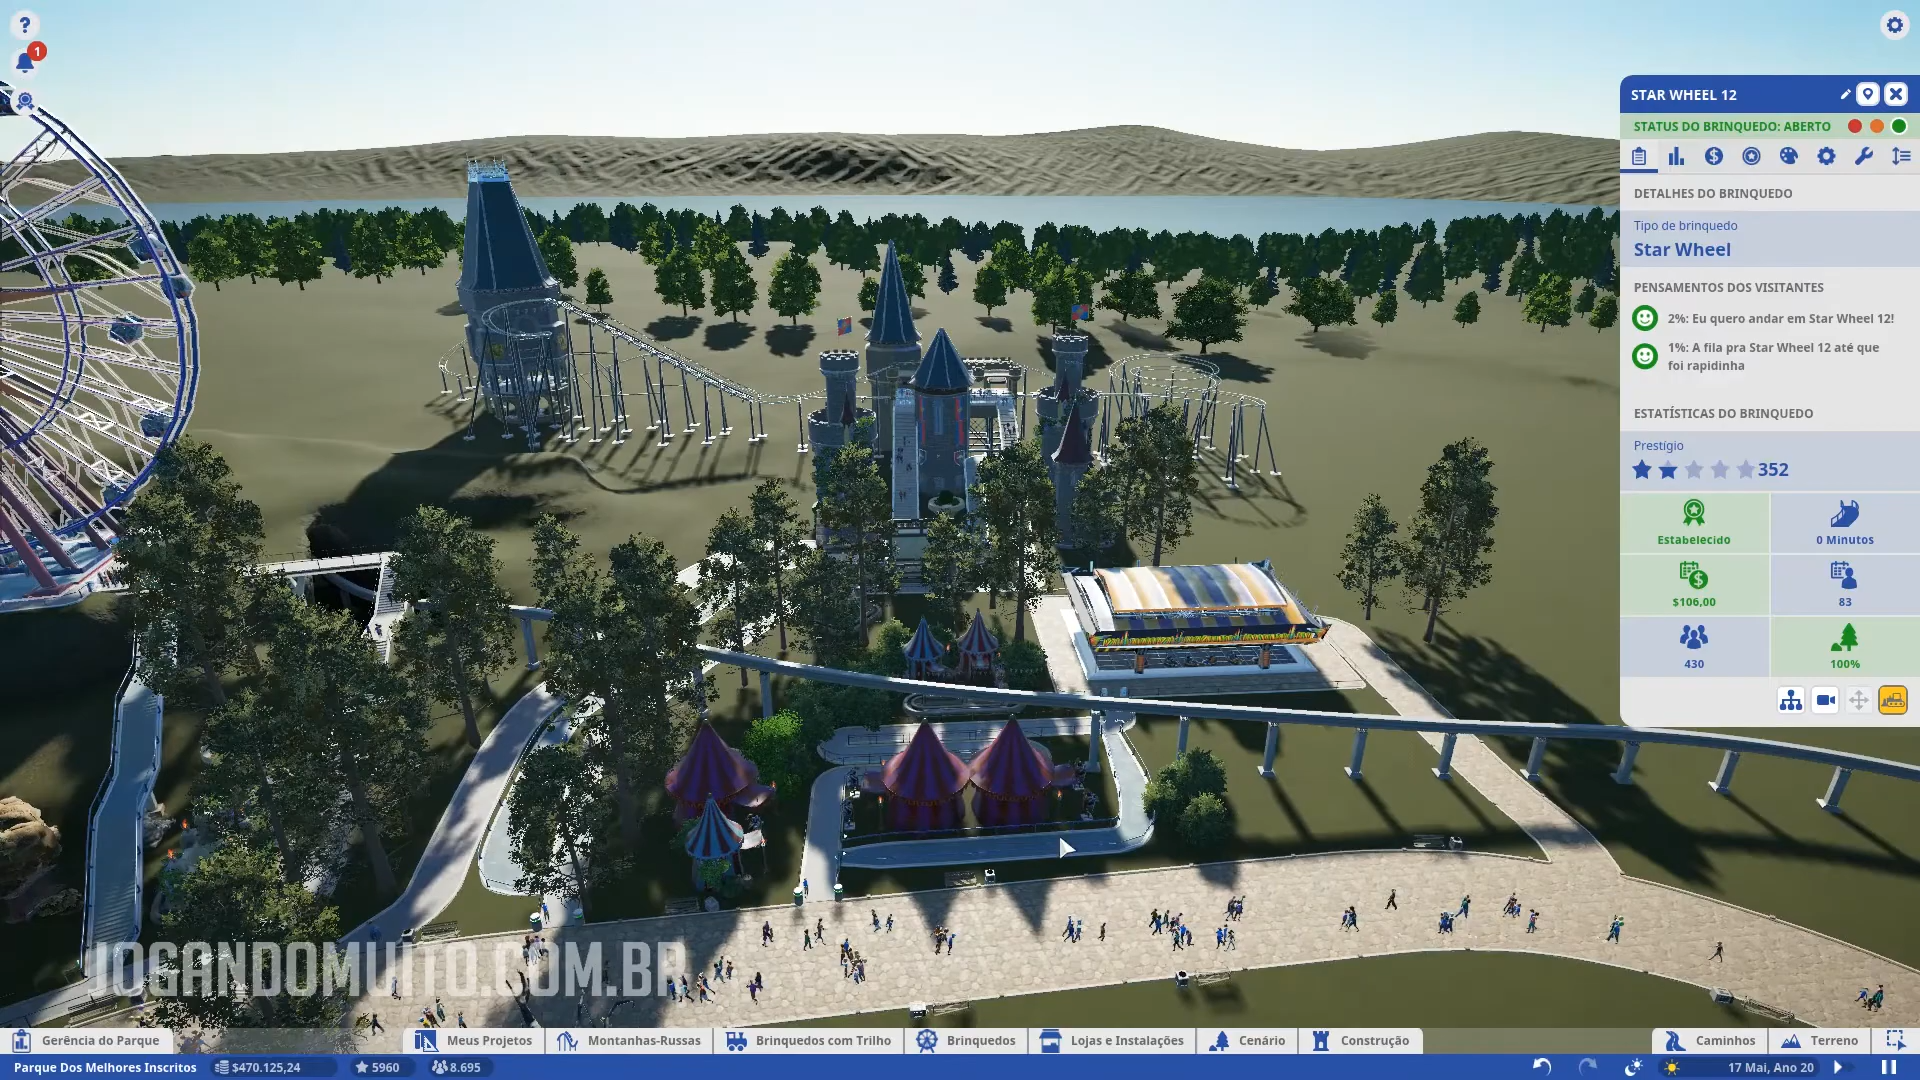 ?
1
STAR WHEEL 12
STATUS DO BRINQUEDO: ABERTO
DETALHES DO BRINQUEDO
Tipo de brinquedo
Star Wheel
PENSAMENTOS DOS VISITANTES
2%: Eu quero andar em Star Wheel 12!
1%: A fila pra Star Wheel 12 até que
foi rapidinha
ESTATÍSTICAS DO BRINQUEDO
Prestígio
352
Estabelecido
0 Minutos
$106,00
83
430
100%
JOGANDOMUITO.COM.BR
Gerência do Parque
Meus Projetos
Montanhas-Russas
Brinquedos com Trilho
Brinquedos
Lojas e Instalações
Cenário
Construção
Caminhos
Terreno
Parque Dos Melhores Inscritos
$470.125,24
5960
8.695
17 Mai, Ano 20